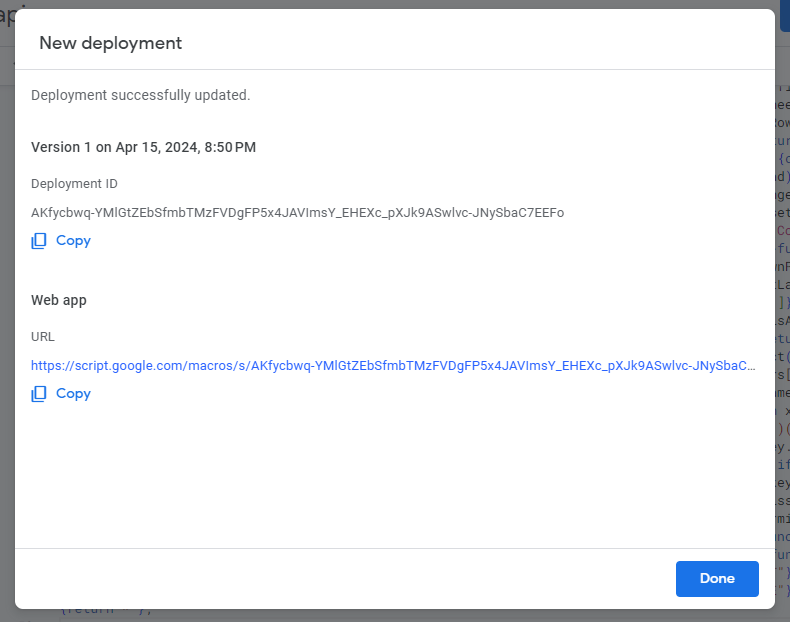 New deployment
Deployment successfully updated.
Version 1 on Apr 15, 2024, 8:50 PM
Deployment ID
AKfycbwq-YMlGtZEbSfmbTMzFVDgFP5x4JAVImsY_EHEXc_pXJk9ASwlvc-JNySbaC7EEFo
Copy
Web app
URL
https://script.google.com/macros/s/AKfycbwq-YMlGtZEbSfmbTMzFVDgFP5x4JAVImsY_EHEXc_pXJk9ASwlvc-JNySbaC...
Copy
Done